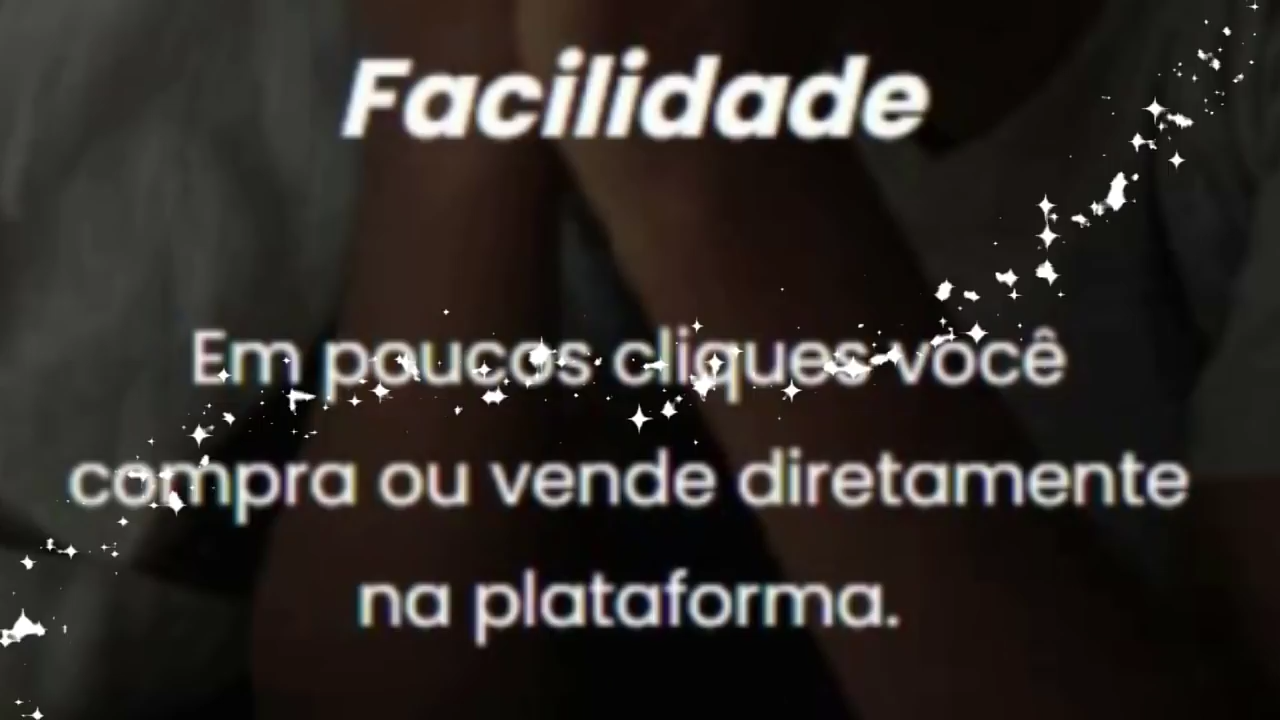 Facilidade
Em poucos cliques você
compra ou vende diretamente
na plataforma.